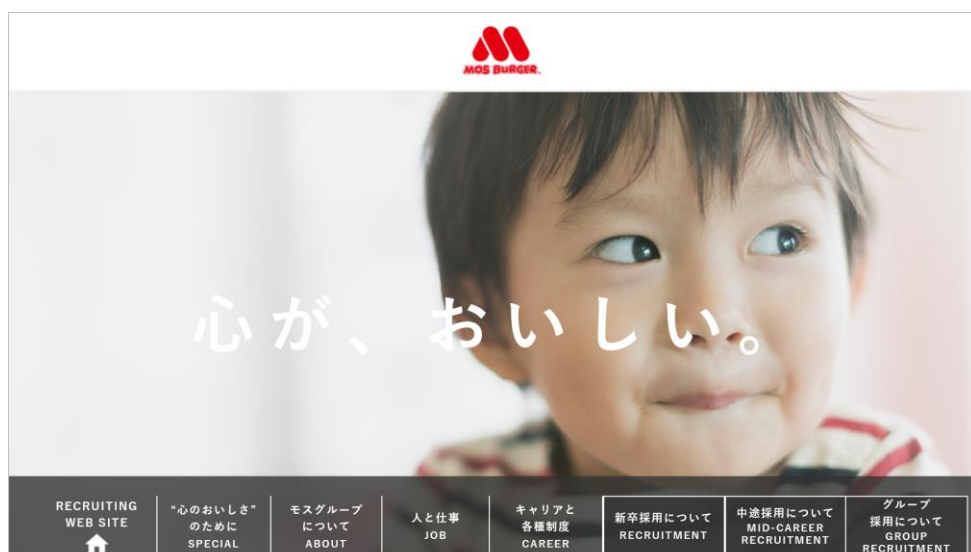 MOS BURGER.
心が、おいしい。
RECRUITING
WEB SITE
“心のおいしさ”
のために
SPECIAL
モスグループ
について
ABOUT
人と仕事
JOB
キャリアと
各種制度
CAREER
新卒採用について
RECRUITMENT
中途採用について
MID-CAREER
RECRUITMENT
グループ
採用について
GROUP
RECRUITMENT